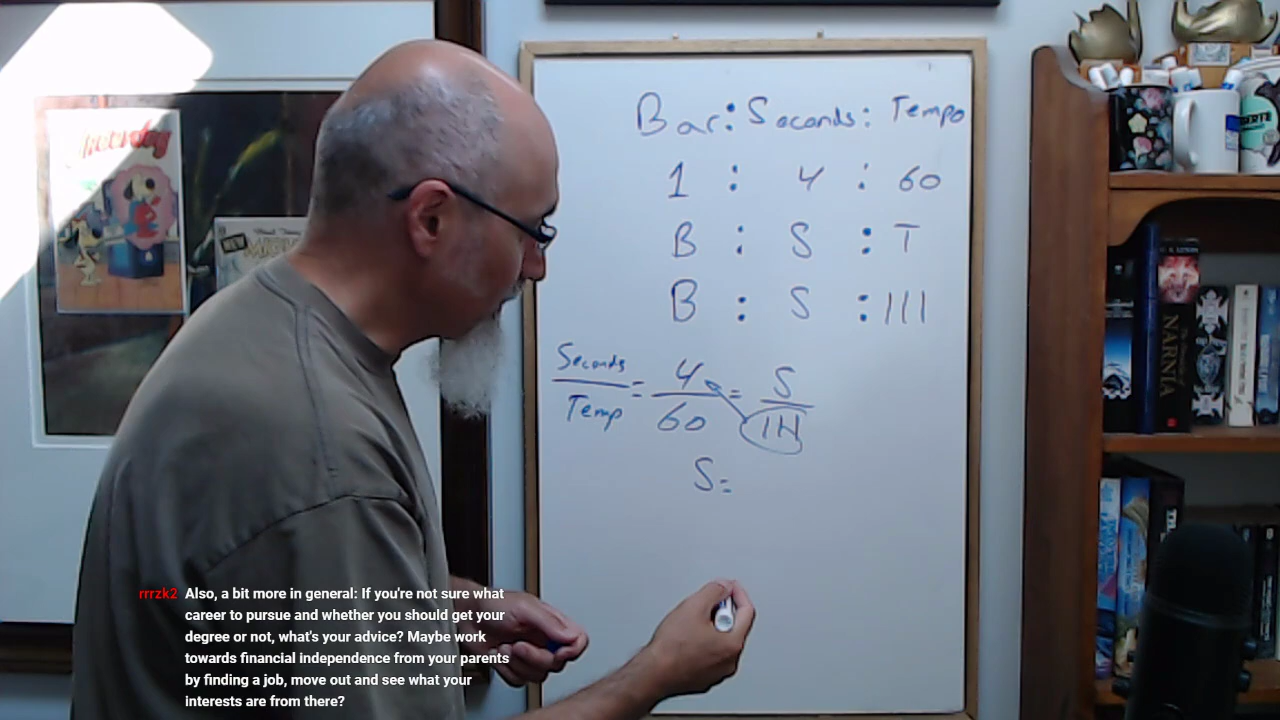 Bar: Seconds: Tempo
1 : 4 : 60
B : S : T
B : S : 111
Seconds / Temp = 4 / 60 = S / 111
S =
NEW
NARNIA
rrrzk2 Also, a bit more in general: If you're not sure what
career to pursue and whether you should get your
degree or not, what's your advice? Maybe work
towards financial independence from your parents
by finding a job, move out and see what your
interests are from there?